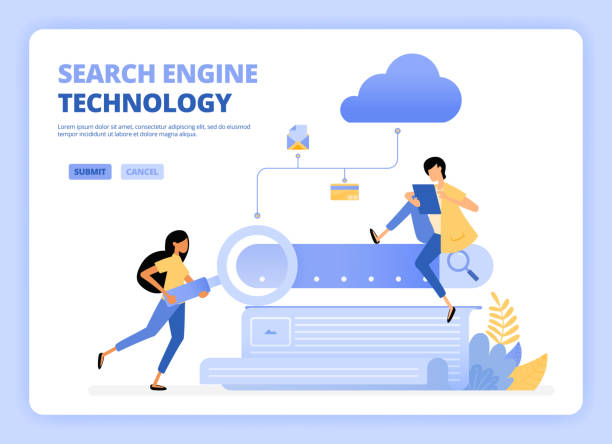 SEARCH ENGINE
TECHNOLOGY
Lorem ipsum dolor sit amet, consectetur adipiscing elit, sed do eiusmod
tempor incididunt ut labore et dolore magna aliqua.
SUBMIT
CANCEL